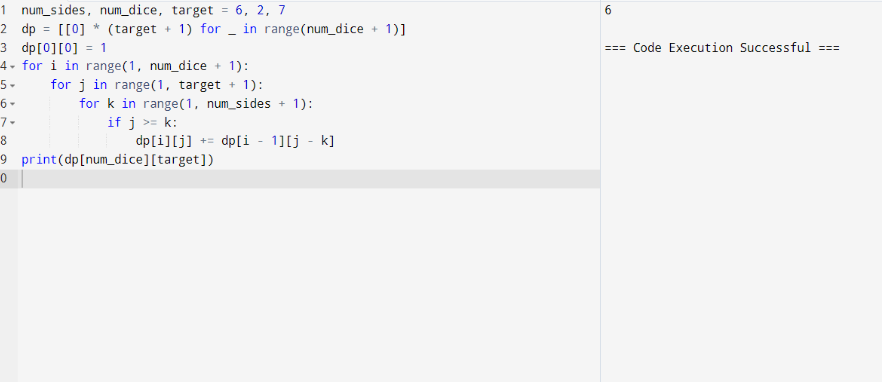 1 num_sides, num_dice, target = 6, 2, 7
2 dp = [[0] * (target + 1) for _ in range(num_dice + 1)]
3 dp[0][0] = 1
4 for i in range(1, num_dice + 1):
5     for j in range(1, target + 1):
6         for k in range(1, num_sides + 1):
7             if j >= k:
8                 dp[i][j] += dp[i - 1][j - k]
9 print(dp[num_dice][target])
0
6
=== Code Execution Successful ===